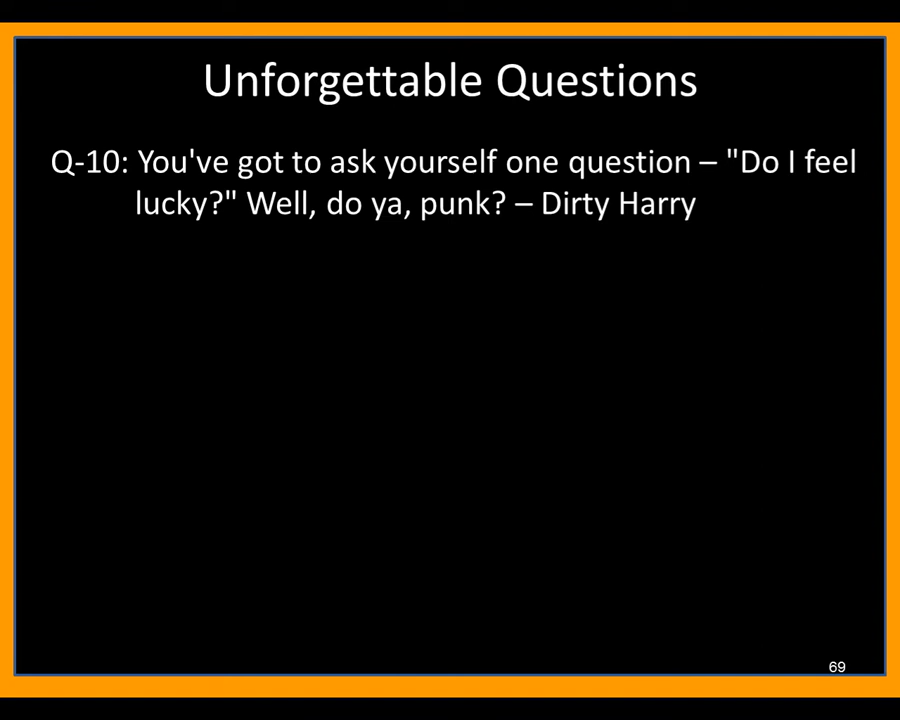 Unforgettable Questions
Q-10: You've got to ask yourself one question – "Do I feel
lucky?" Well, do ya, punk? – Dirty Harry
69